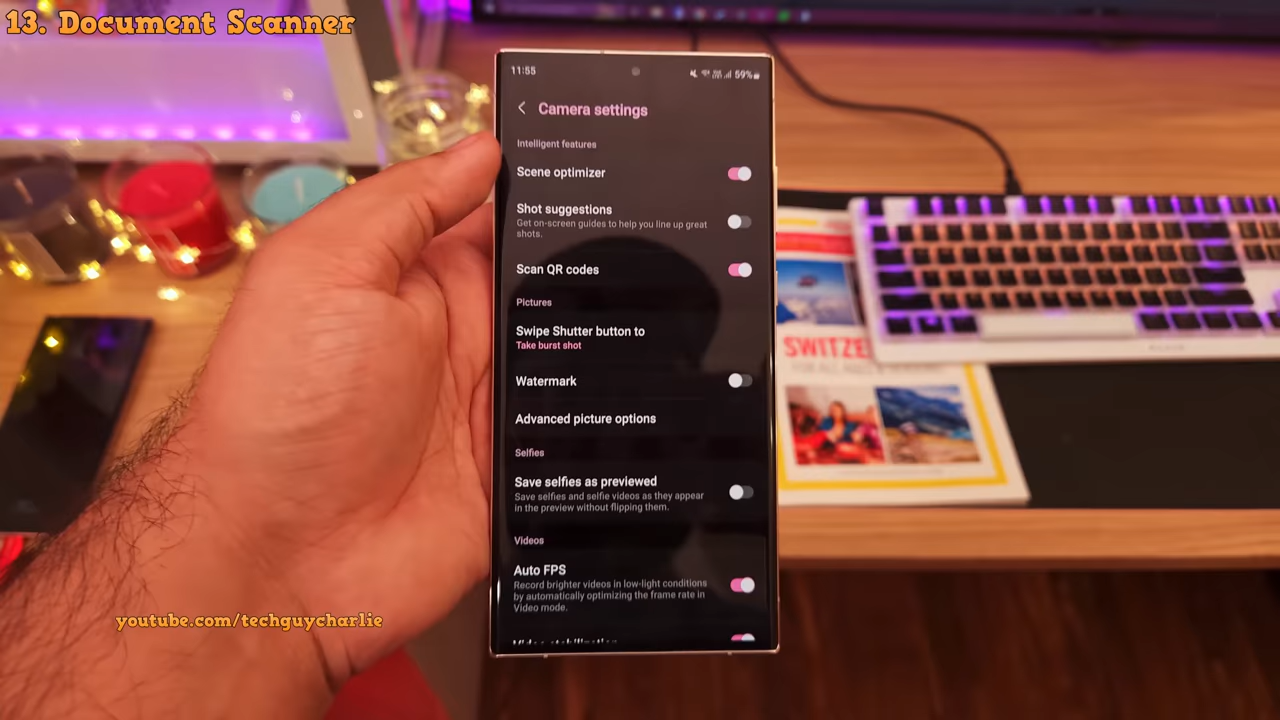 13. Document Scanner
11:55
59%
Camera settings
Intelligent features
Scene optimizer
Shot suggestions
Get on-screen guides to help you line up great
shots.
Scan QR codes
Pictures
Swipe Shutter button to
Take burst shot
Watermark
Advanced picture options
Selfies
Save selfies as previewed
Save selfies and selfie videos as they appear
in the preview without flipping them.
Videos
Auto FPS
Record brighter videos in low-light conditions
by automatically optimizing the frame rate in
Video mode.
SWITZE
youtube.com/techguycharlie